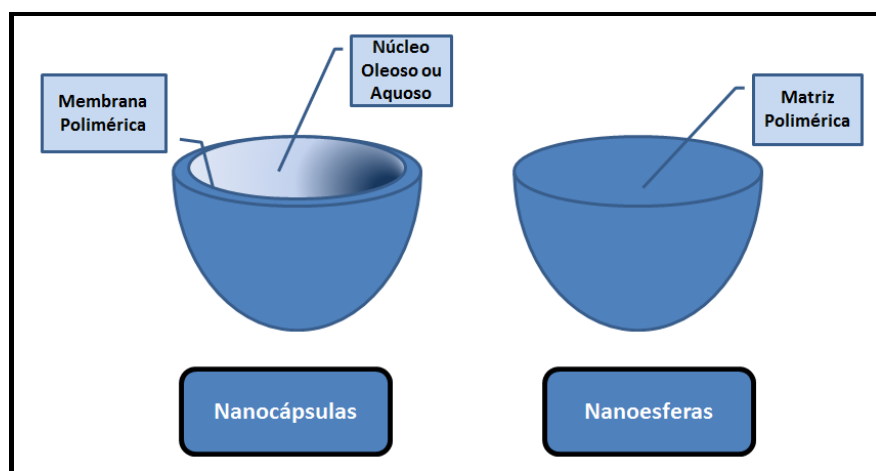 Membrana
Polimérica
Núcleo
Oleoso ou
Aquoso
Matriz
Polimérica
Nanocápsulas
Nanoesferas